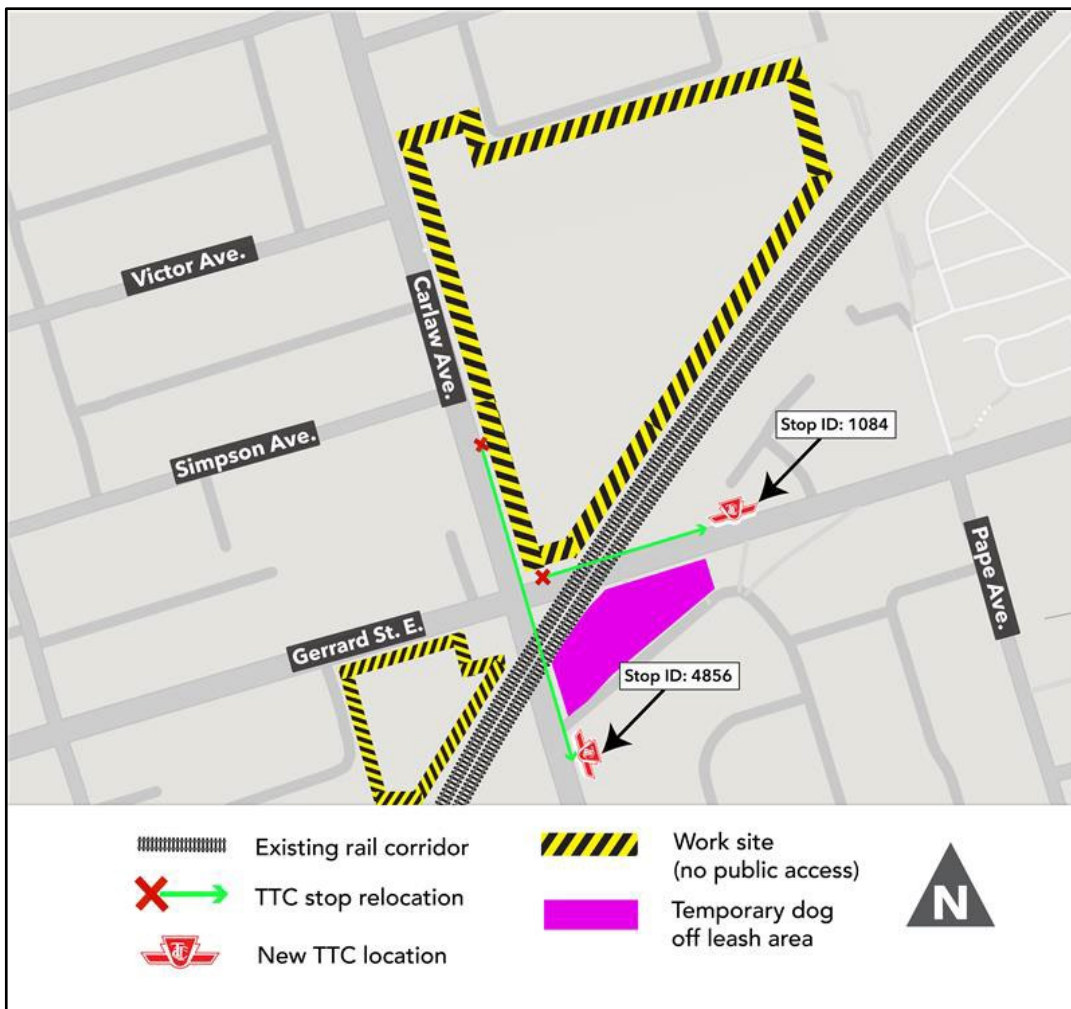 Victor Ave.
Carlaw Ave.
Simpson Ave.
Stop ID: 1084
Pape Ave.
Gerrard St. E.
Stop ID: 4856
Existing rail corridor
TTC stop relocation
New TTC location
Work site
(no public access)
Temporary dog
off leash area
N